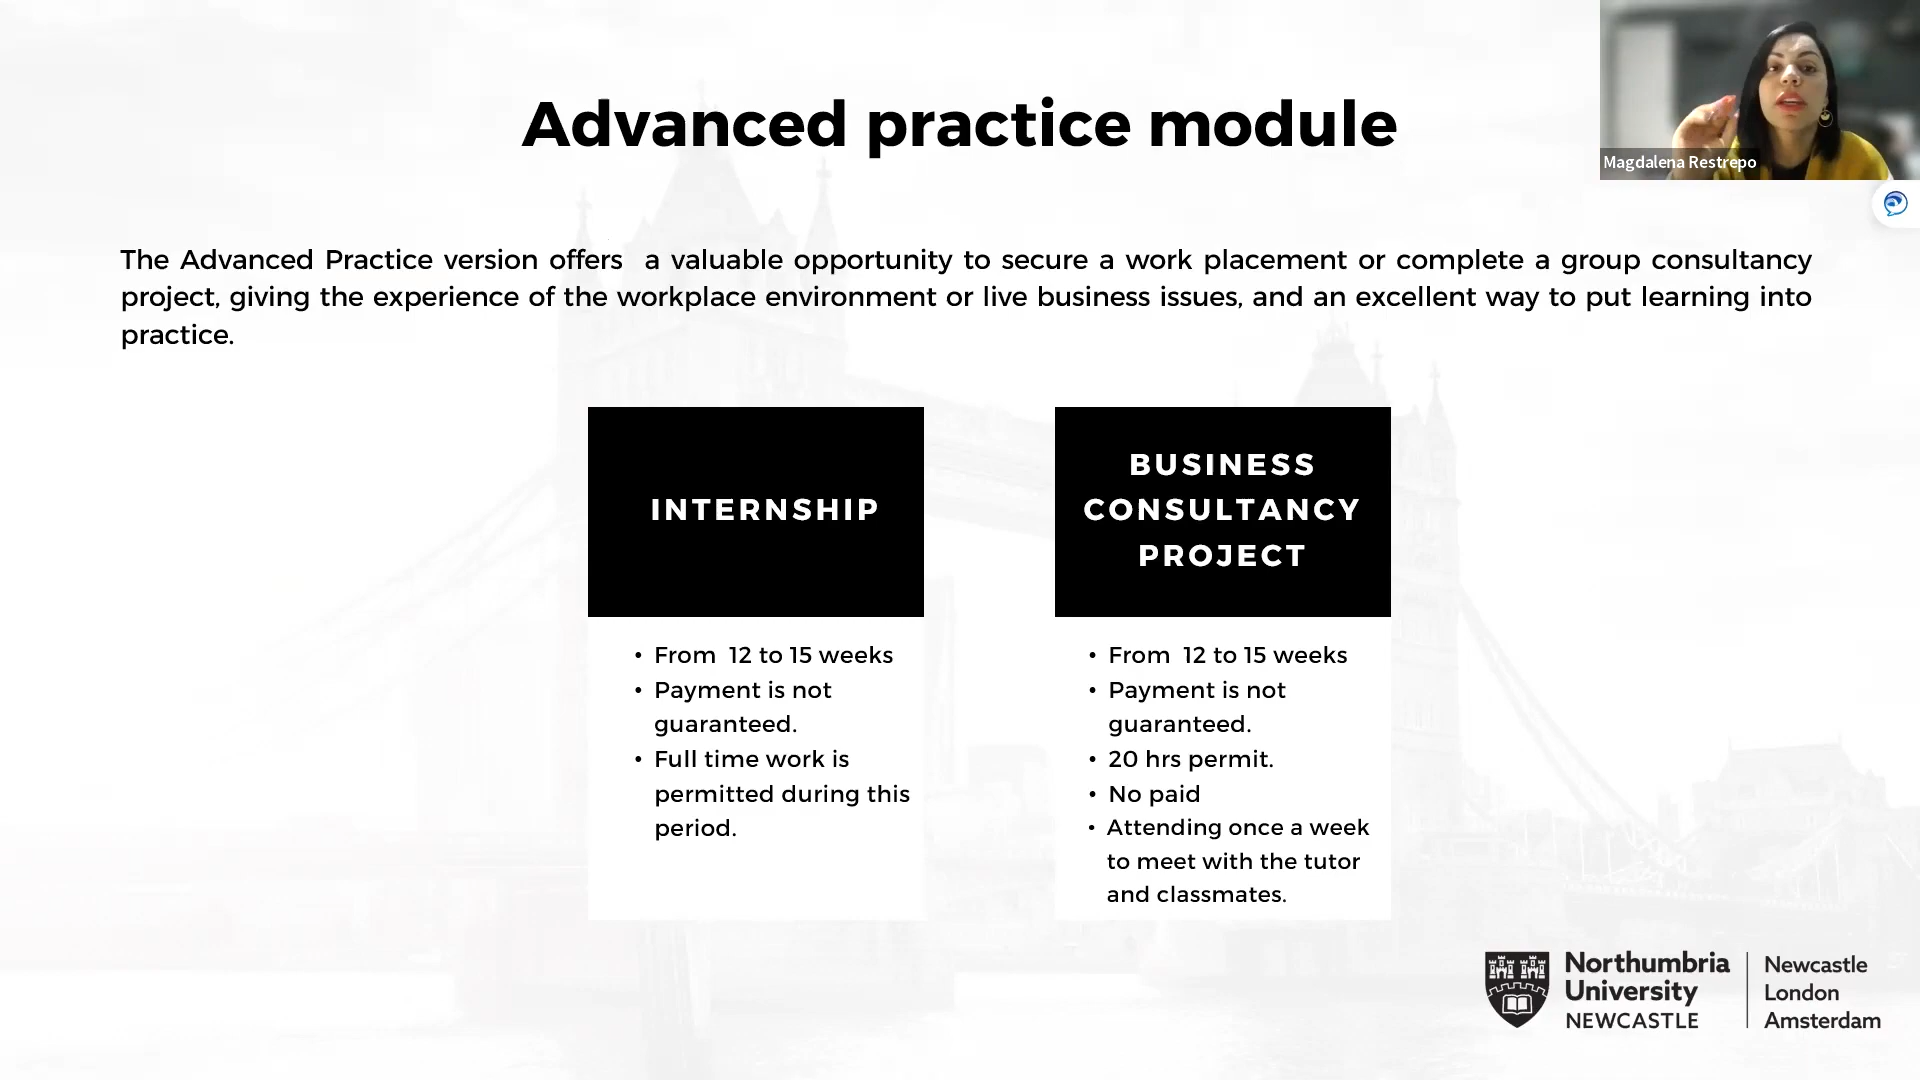 Advanced practice module
Magdalena Restrepo
The Advanced Practice version offers a valuable opportunity to secure a work placement or complete a group consultancy
project, giving the experience of the workplace environment or live business issues, and an excellent way to put learning into
practice.
INTERNSHIP
• From 12 to 15 weeks
• Payment is not
guaranteed.
• Full time work is
permitted during this
period.
BUSINESS
CONSULTANCY
PROJECT
• From 12 to 15 weeks
• Payment is not
guaranteed.
• 20 hrs permit.
• No paid
• Attending once a week
to meet with the tutor
and classmates.
Northumbria
University
NEWCASTLE
Newcastle
London
Amsterdam